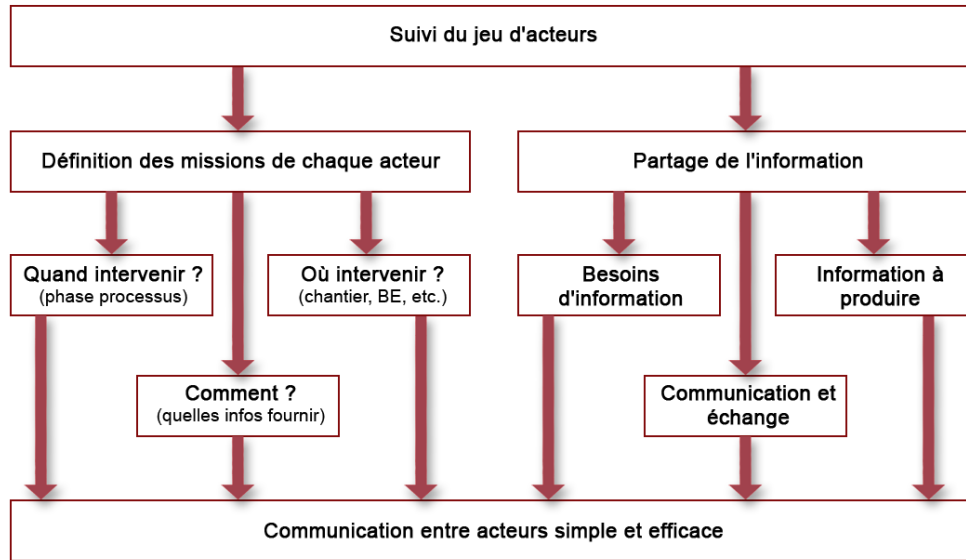 Suivi du jeu d'acteurs
Définition des missions de chaque acteur
Partage de l'information
Quand intervenir ?
(phase processus)
Où intervenir ?
(chantier, BE, etc.)
Besoins
d'information
Information à
produire
Comment ?
(quelles infos fournir)
Communication et
échange
Communication entre acteurs simple et efficace